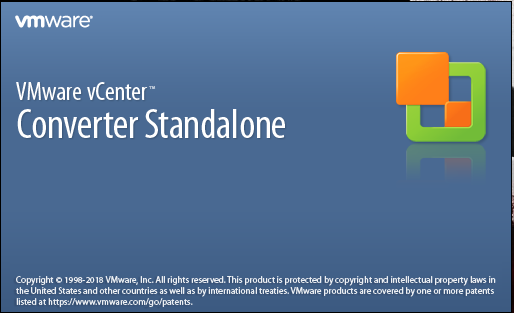 vmware®
VMware vCenter™
Converter Standalone
Copyright © 1998-2018 VMware, Inc. All rights reserved. This product is protected by copyright and intellectual property laws in
the United States and other countries as well as by international treaties. VMware products are covered by one or more patents
listed at https://www.vmware.com/go/patents.